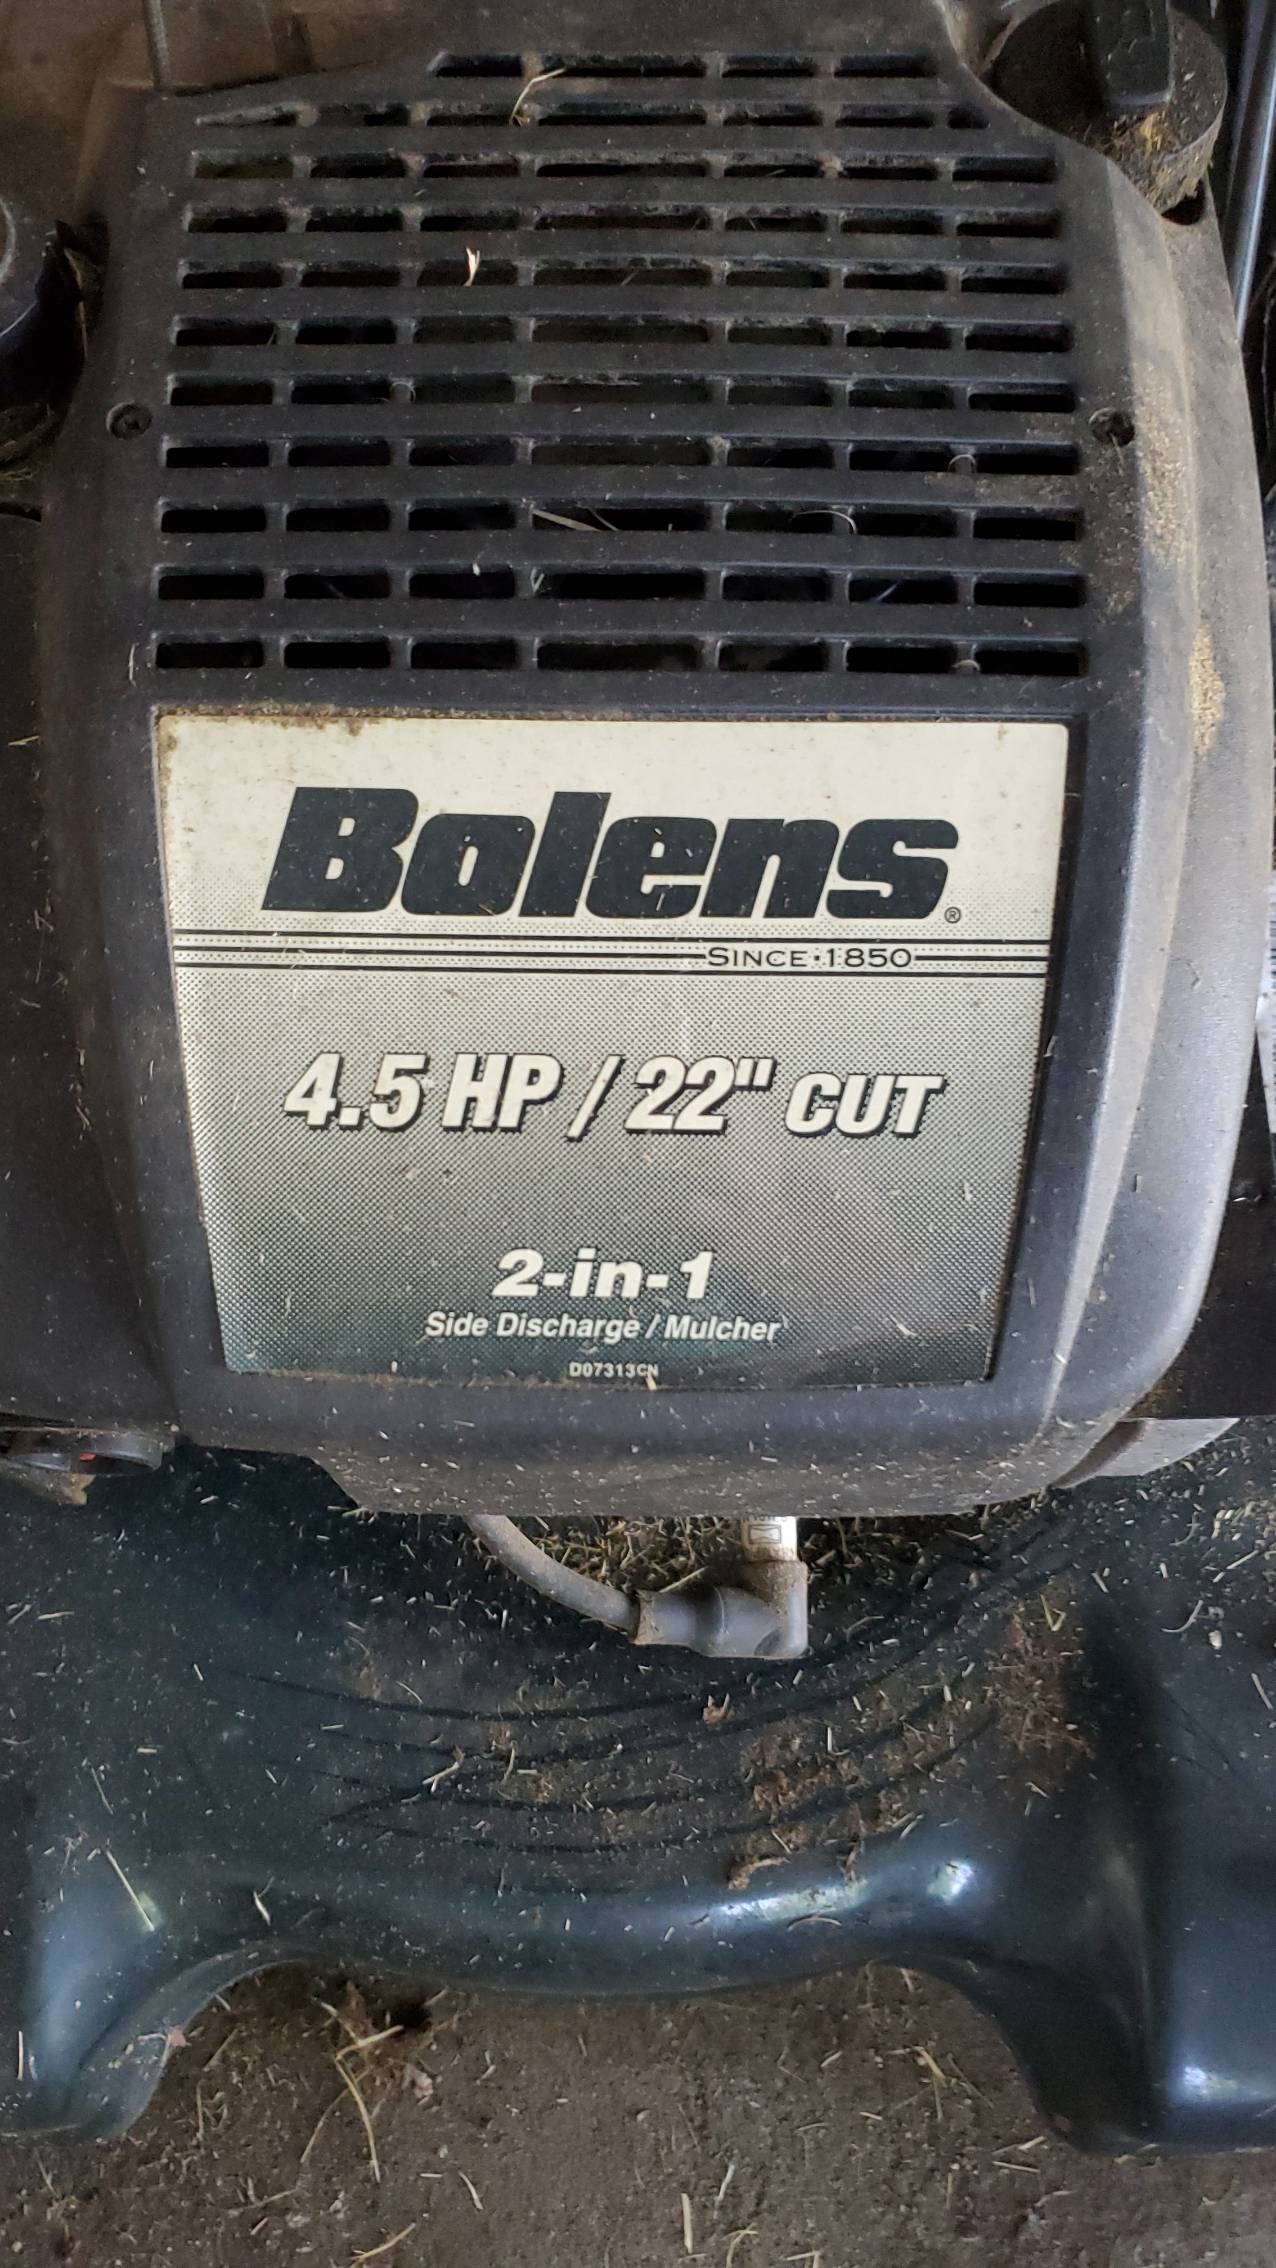 Bolens®
SINCE·1850
4.5 HP / 22" CUT
2-in-1
Side Discharge / Mulcher
D07313CN